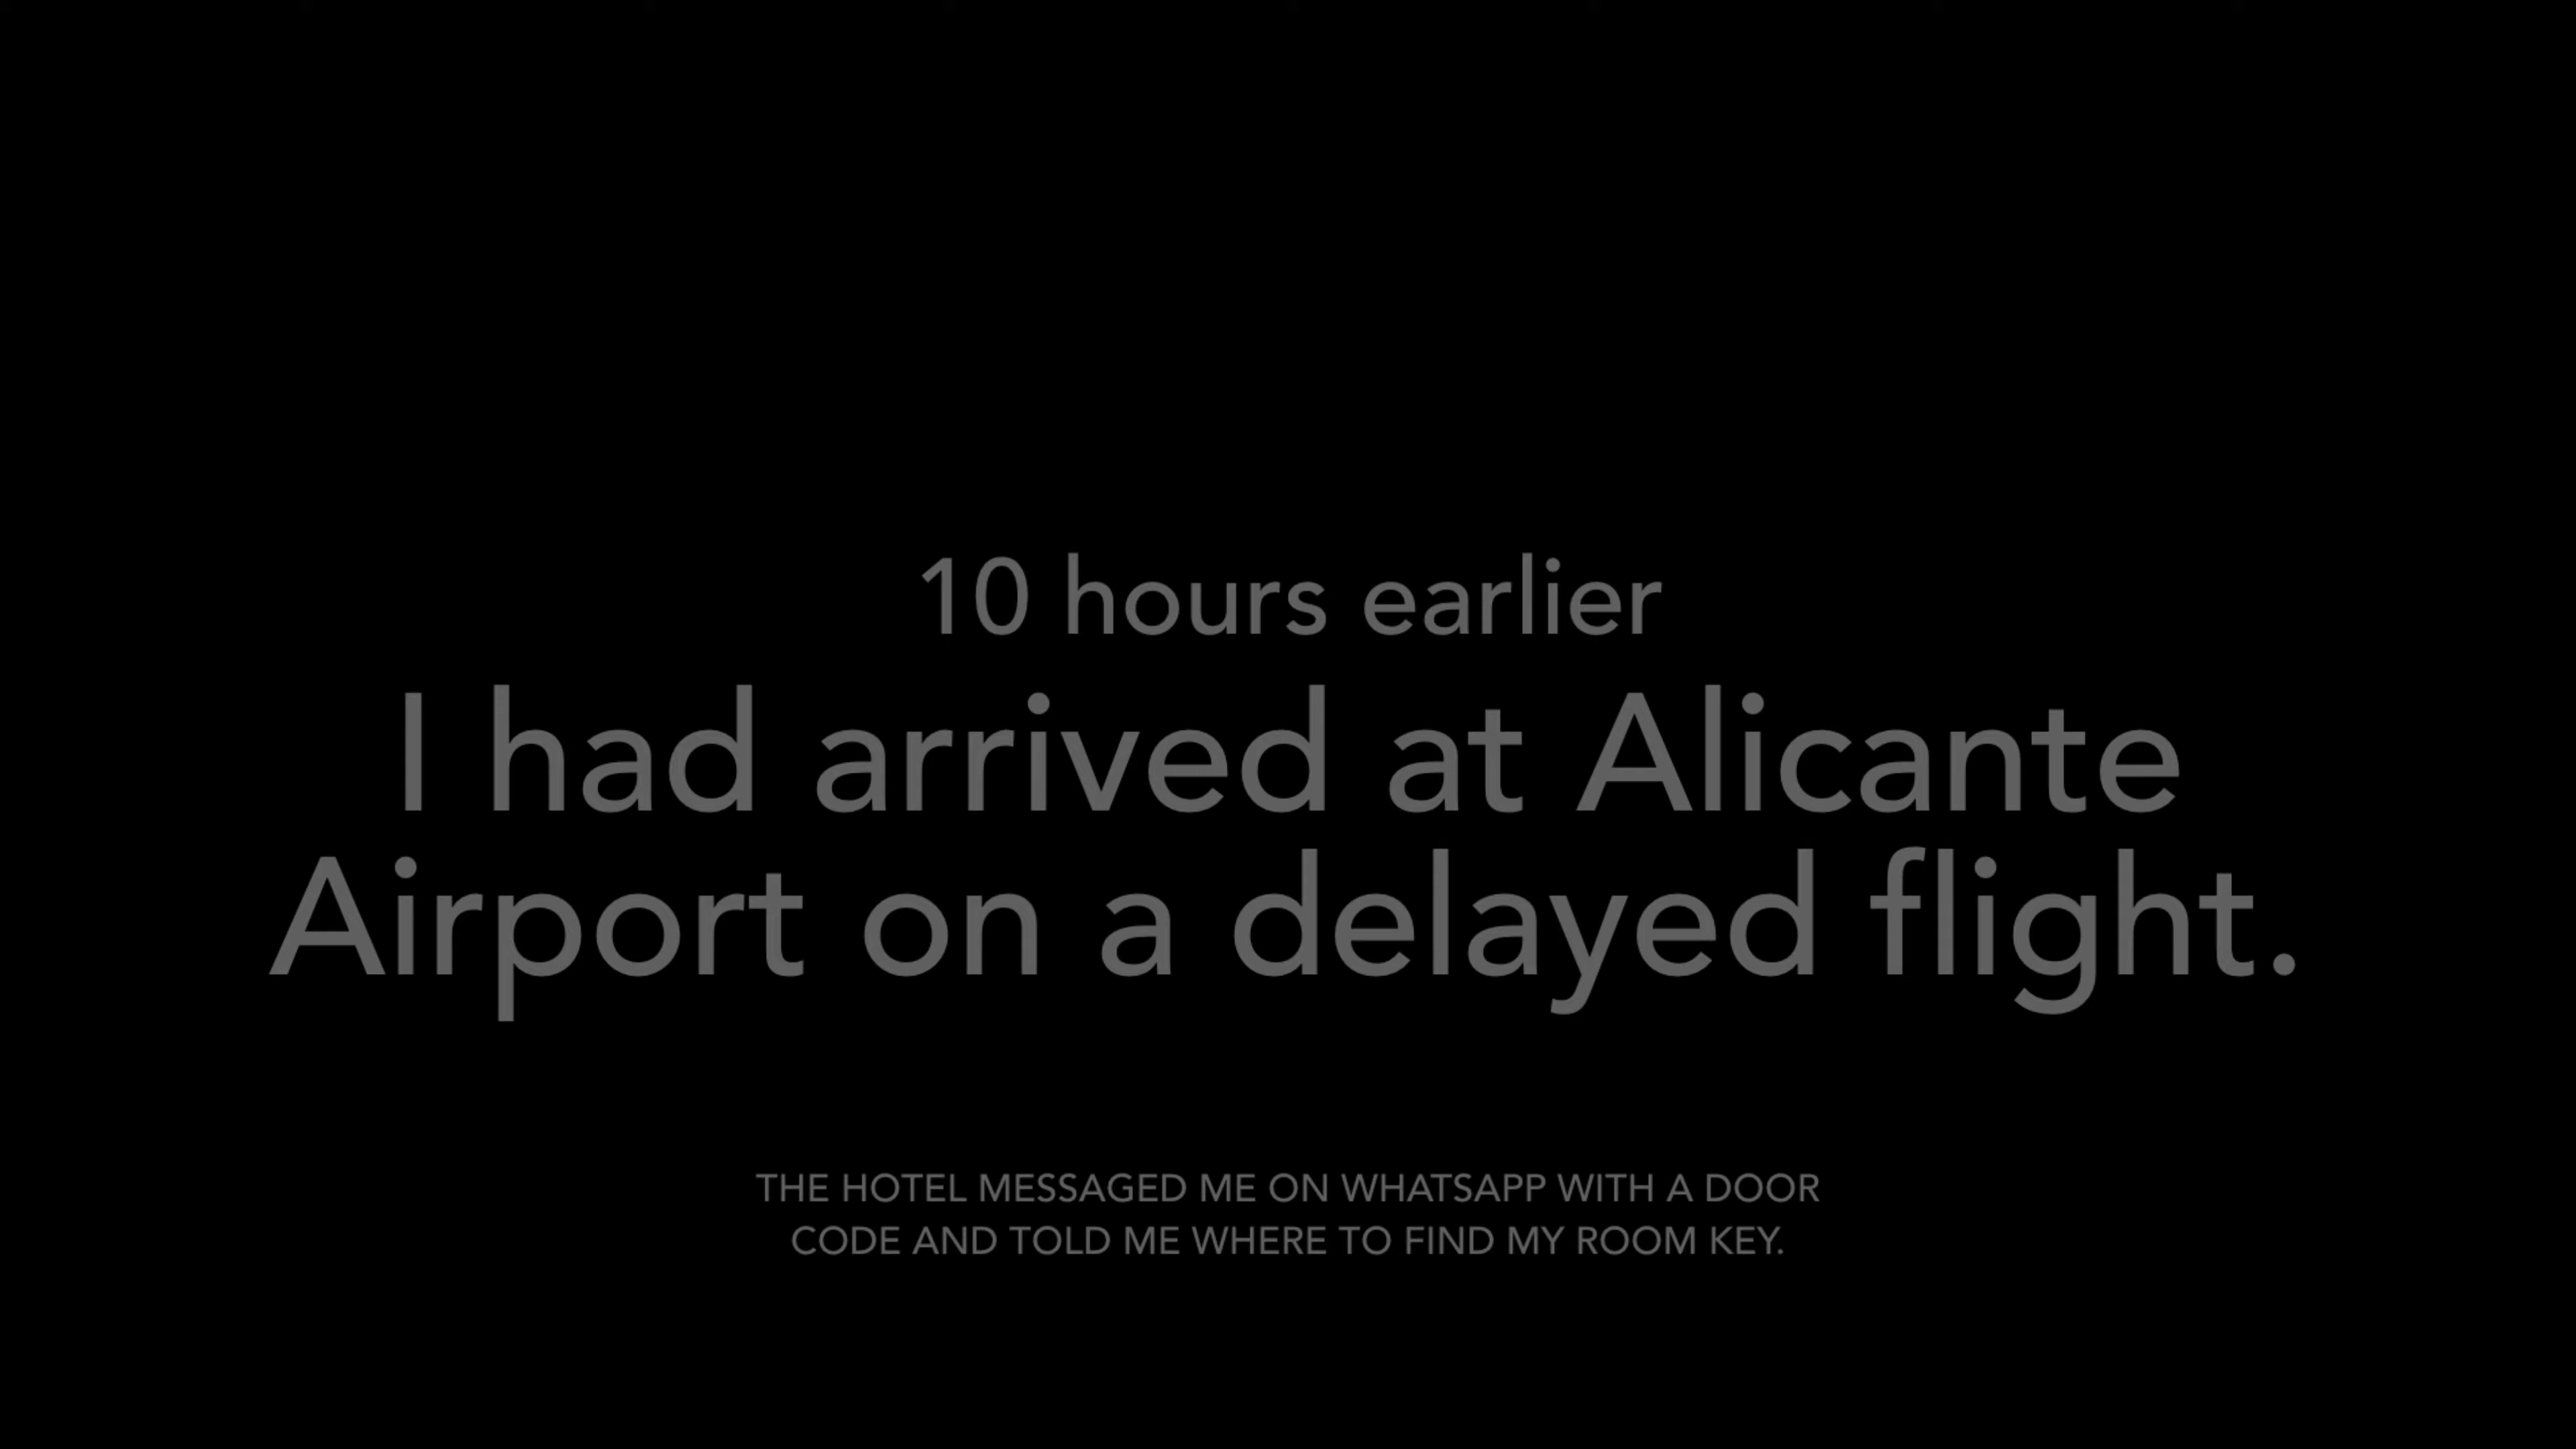 10 hours earlier
I had arrived at Alicante
Airport on a delayed flight.
THE HOTEL MESSAGED ME ON WHATSAPP WITH A DOOR
CODE AND TOLD ME WHERE TO FIND MY ROOM KEY.